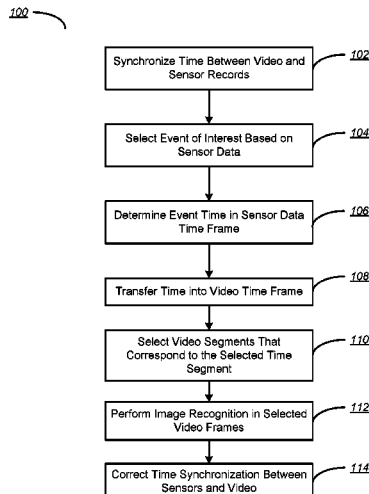 100
Synchronize Time Between Video and
Sensor Records
102
Select Event of Interest Based on
Sensor Data
104
Determine Event Time in Sensor Data
Time Frame
106
Transfer Time into Video Time Frame
108
Select Video Segments That
Correspond to the Selected Time
Segment
110
Perform Image Recognition in Selected
Video Frames
112
Correct Time Synchronization Between
Sensors and Video
114